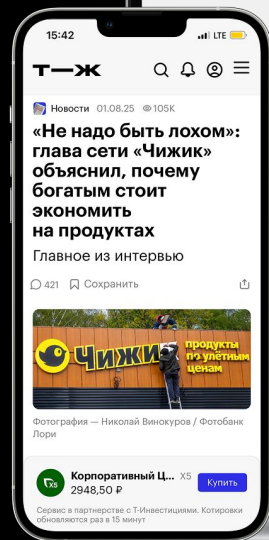 15:42
LTE
Т—Ж
Новости 01.08.25 105K
«Не надо быть лохом»:
глава сети «Чижик»
объяснил, почему
богатым стоит
экономить
на продуктах
Главное из интервью
421 Сохранить
Чижик
продукты
по улётным
ценам
Фотография — Николай Винокуров / Фотобанк
Лори
X5
Корпоративный Ц... X5
2948,50 ₽
Купить
Сервис в партнерстве с Т-Инвестициями. Котировки
обновляются раз в 15 минут